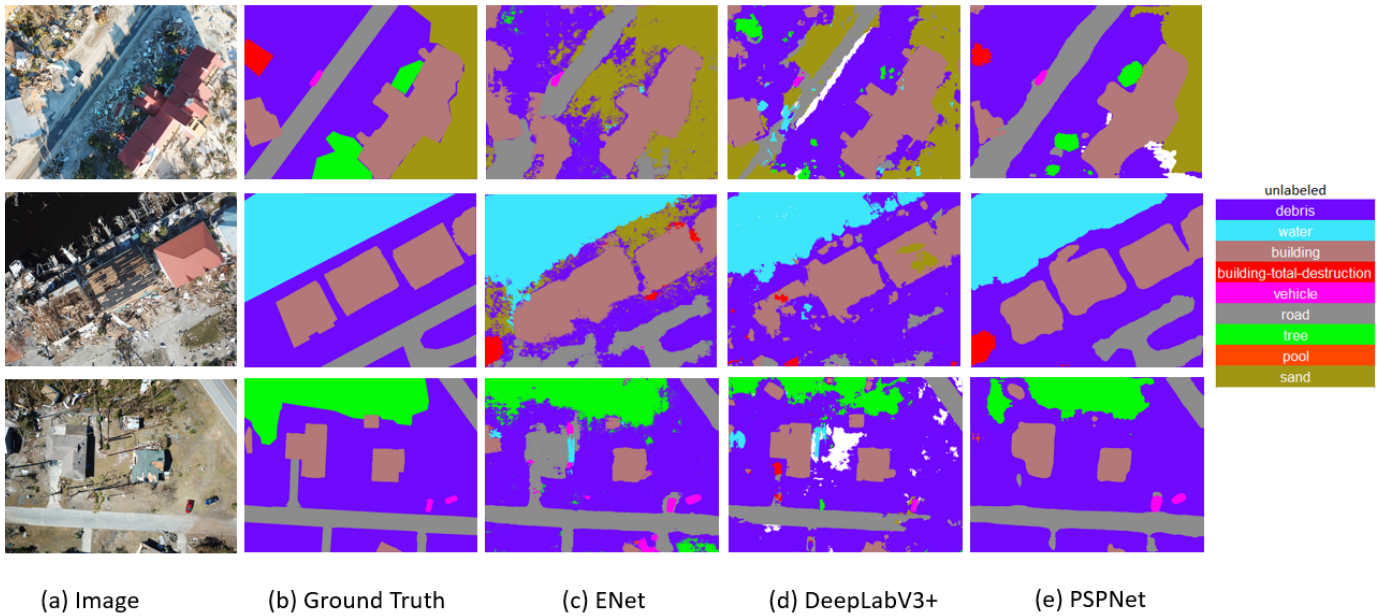 unlabeled
debris
water
building
building-total-destruction
vehicle
road
tree
pool
sand
(a) Image
(b) Ground Truth
(c) ENet
(d) DeepLabV3+
(e) PSPNet